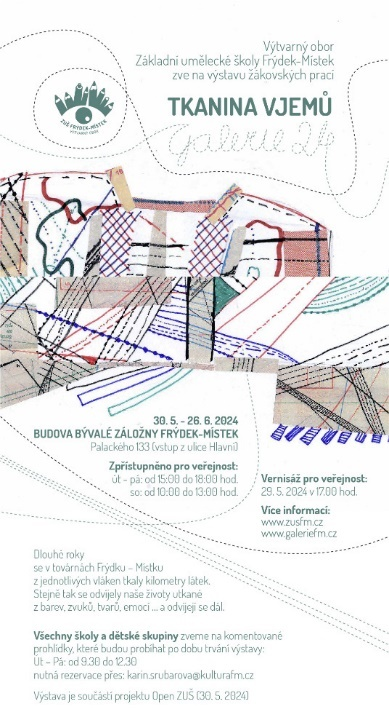 Výtvarný obor
Základní umělecké školy Frýdek-Místek
zve na výstavu žákovských prací
TKANINA VJEMŮ
galerie 24
ZUŠ FRÝDEK-MÍSTEK
30. 5. - 26. 6. 2024
BUDOVA BÝVALÉ ZÁLOŽNY FRÝDEK-MÍSTEK
Palackého 133 (vstup z ulice Hlavní)
Zpřístupněno pro veřejnost:
út - pá: od 15:00 do 18:00 hod.
so: od 10:00 do 13:00 hod.
Vernisáž pro veřejnost:
29. 5. 2024 v 17.00 hod.
Více informací:
www.zusfm.cz
www.galeriefm.cz
Dlouhé roky
se v továrnách Frýdku – Místku
z jednotlivých vláken tkaly kilometry látek.
Stejně tak se odvíjely naše životy utkané
z barev, zvuků, tvarů, emocí ... a odvíjejí se dál.
Všechny školy a dětské skupiny zveme na komentované
prohlídky, které budou probíhat po dobu trvání výstavy:
Út – Pá: od 9.30 do 12.30
nutná rezervace přes: karin.srubarova@kulturafm.cz
Výstava je součástí projektu Open ZUŠ (30. 5. 2024)